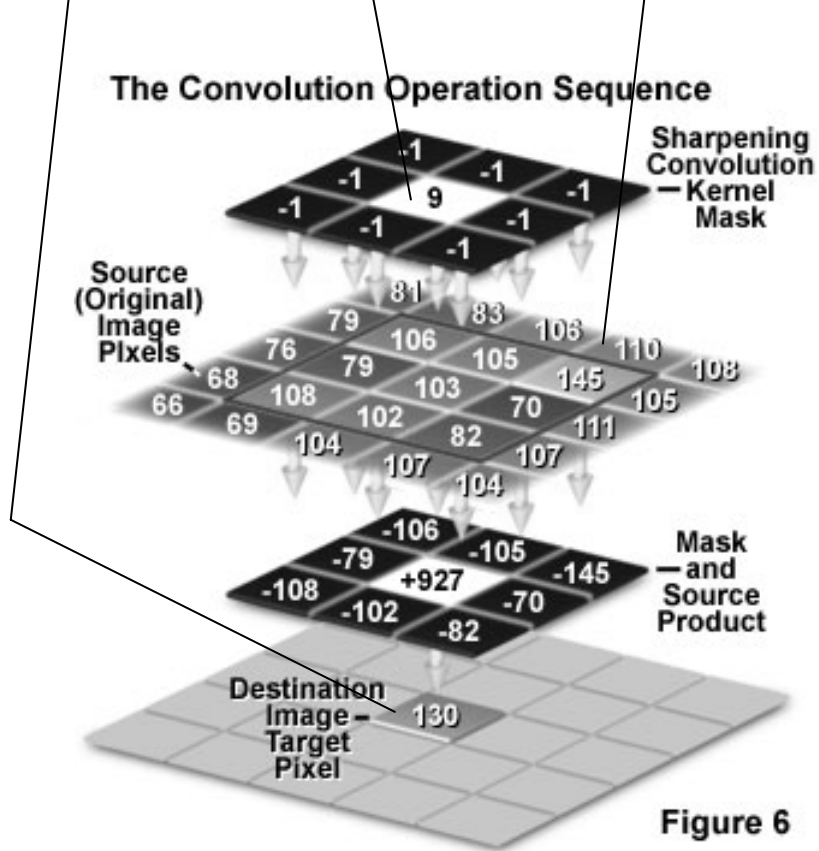 The Convolution Operation Sequence
Sharpening
Convolution
Kernel
Mask
-1
-1
-1
-1
9
-1
-1
-1
-1
Source
(Original)
Image
Pixels
81
83
106
110
108
79
106
105
145
105
76
79
103
70
111
68
108
102
82
107
66
69
104
107
104
Mask
and
Source
Product
-106
-105
-145
-79
+927
-70
-108
-102
-82
Destination
Image
Target
Pixel
130
Figure 6